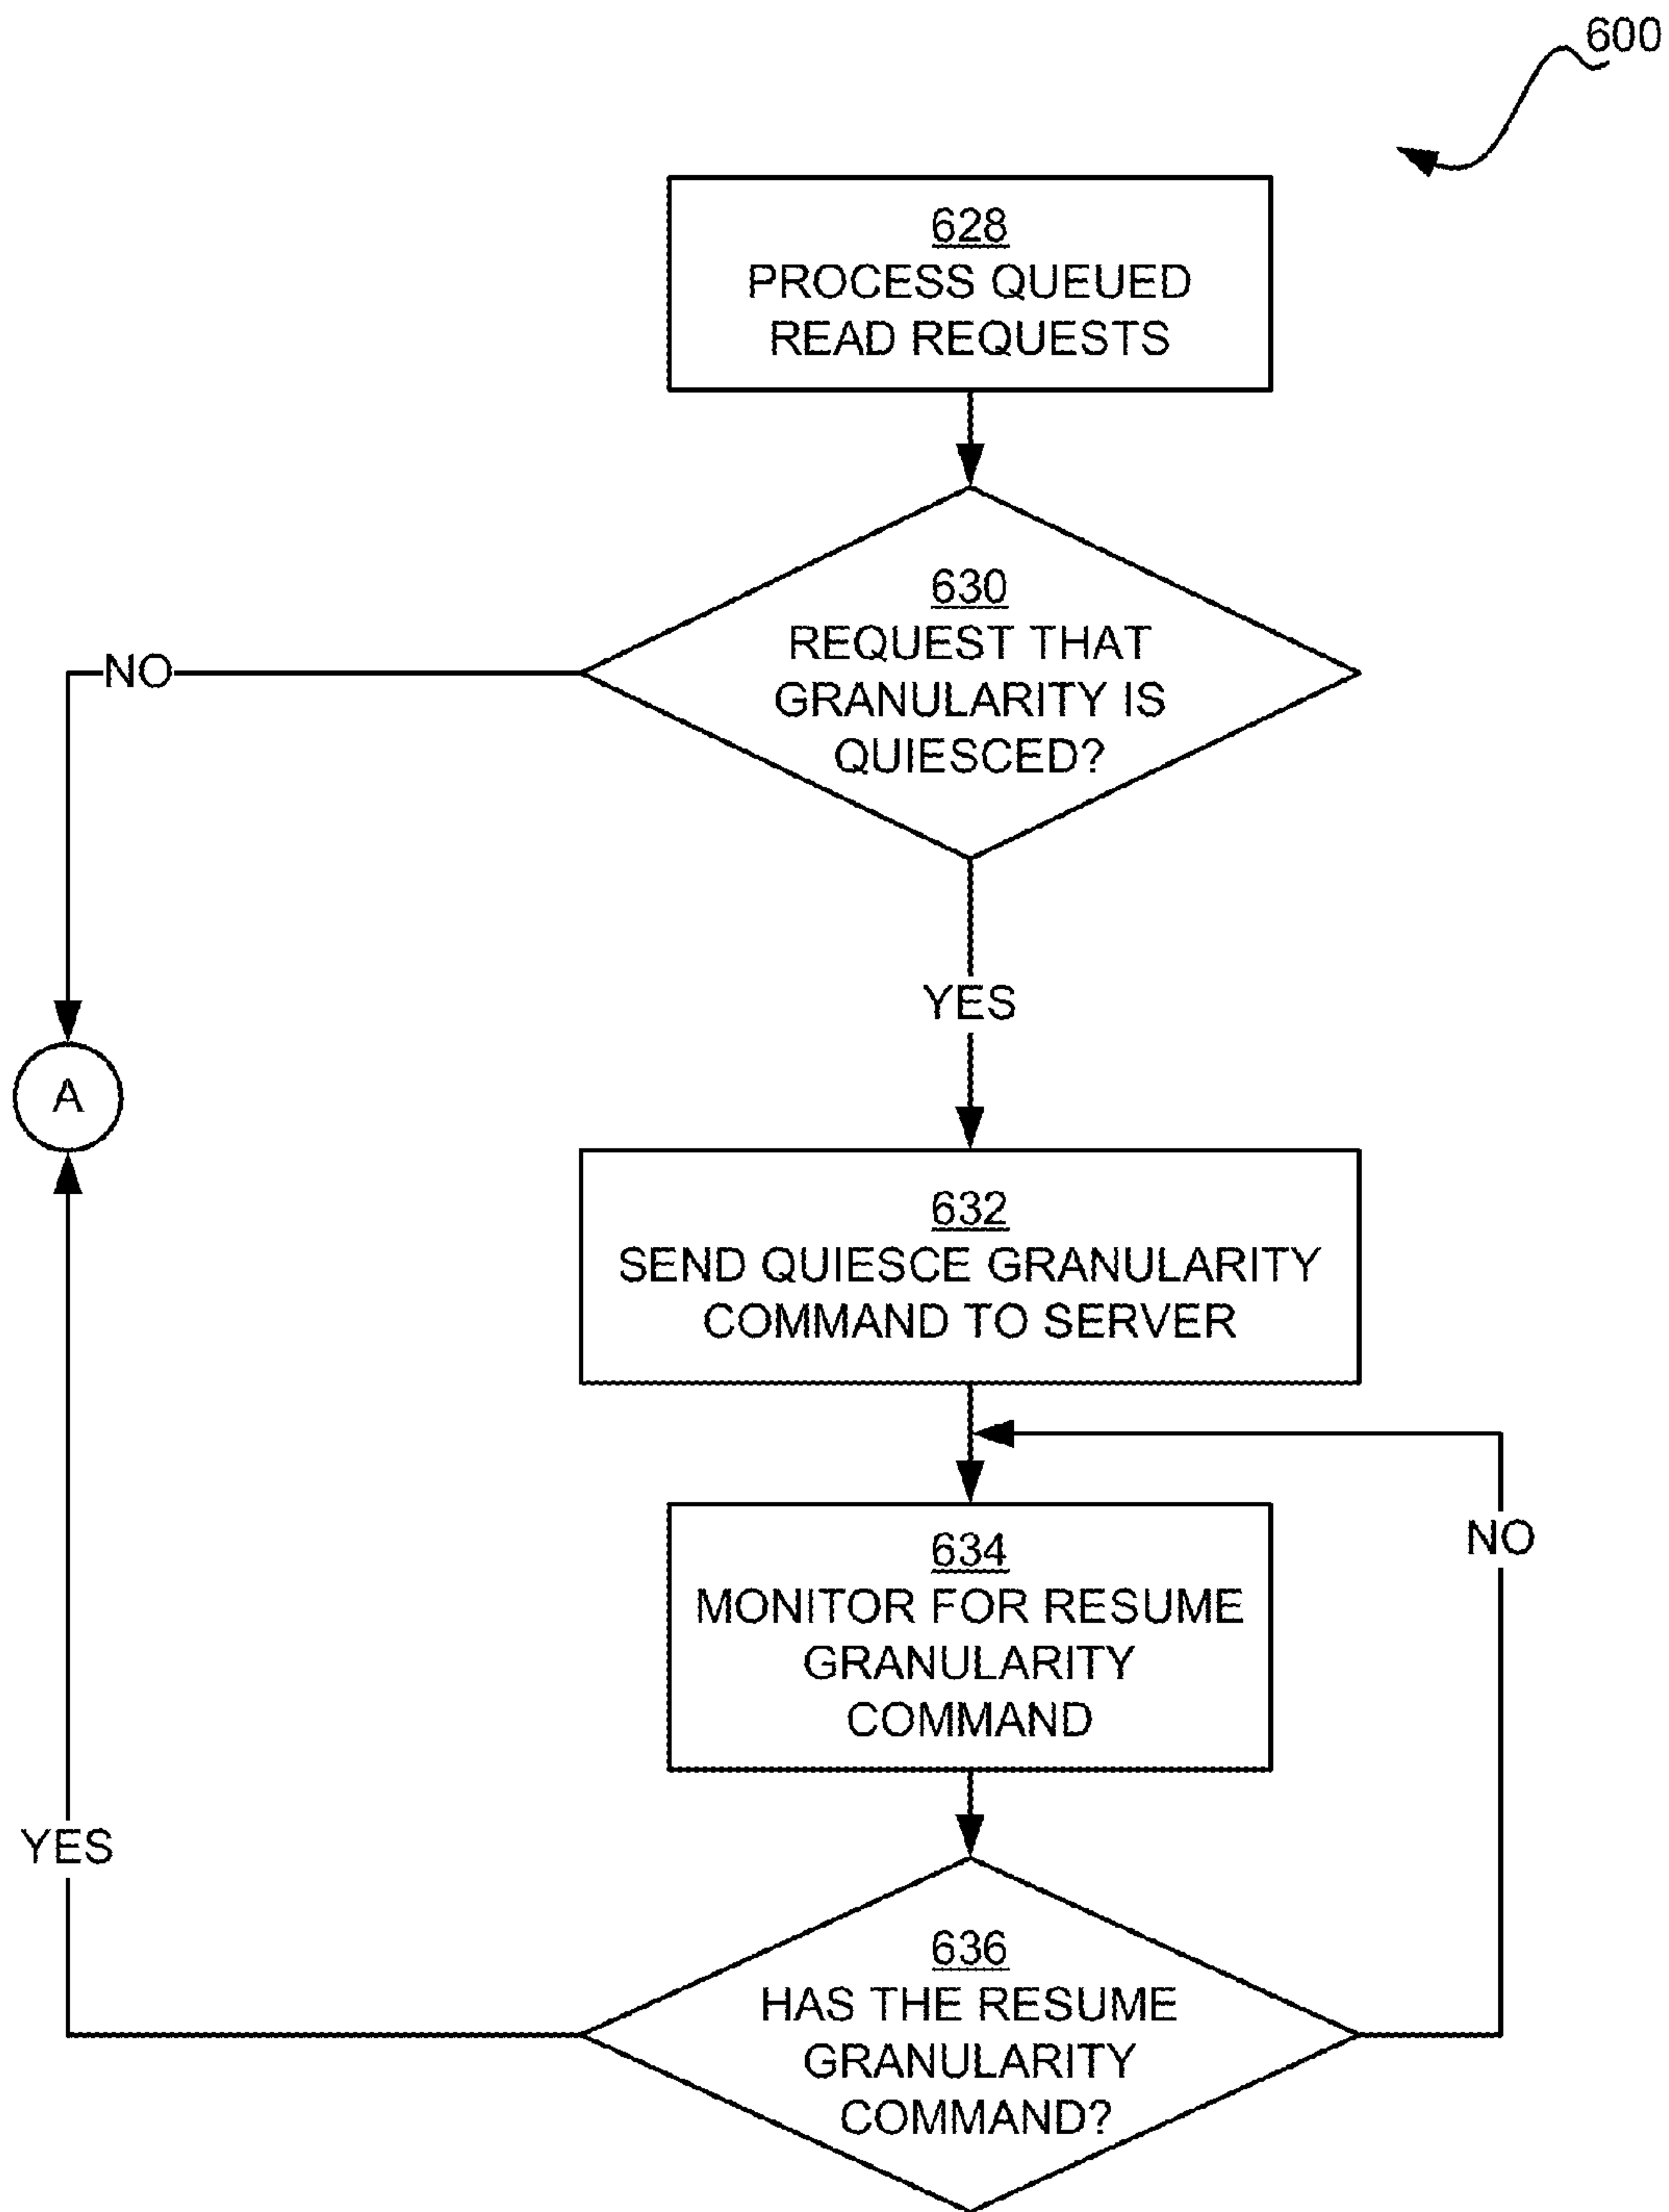 600
628
PROCESS QUEUED
READ REQUESTS
630
REQUEST THAT
GRANULARITY IS
QUIESCED?
NO
YES
A
632
SEND QUIESCE GRANULARITY
COMMAND TO SERVER
634
MONITOR FOR RESUME
GRANULARITY
COMMAND
NO
YES
636
HAS THE RESUME
GRANULARITY
COMMAND?